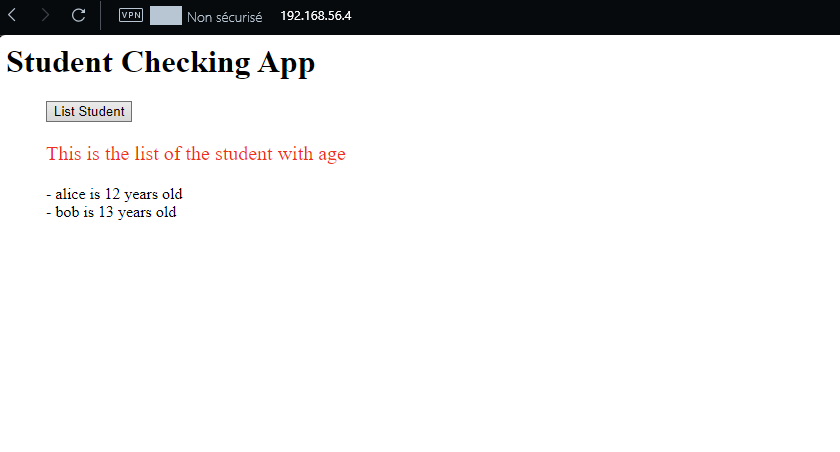 VPN Non sécurisé 192.168.56.4
Student Checking App
List Student
This is the list of the student with age
- alice is 12 years old
- bob is 13 years old